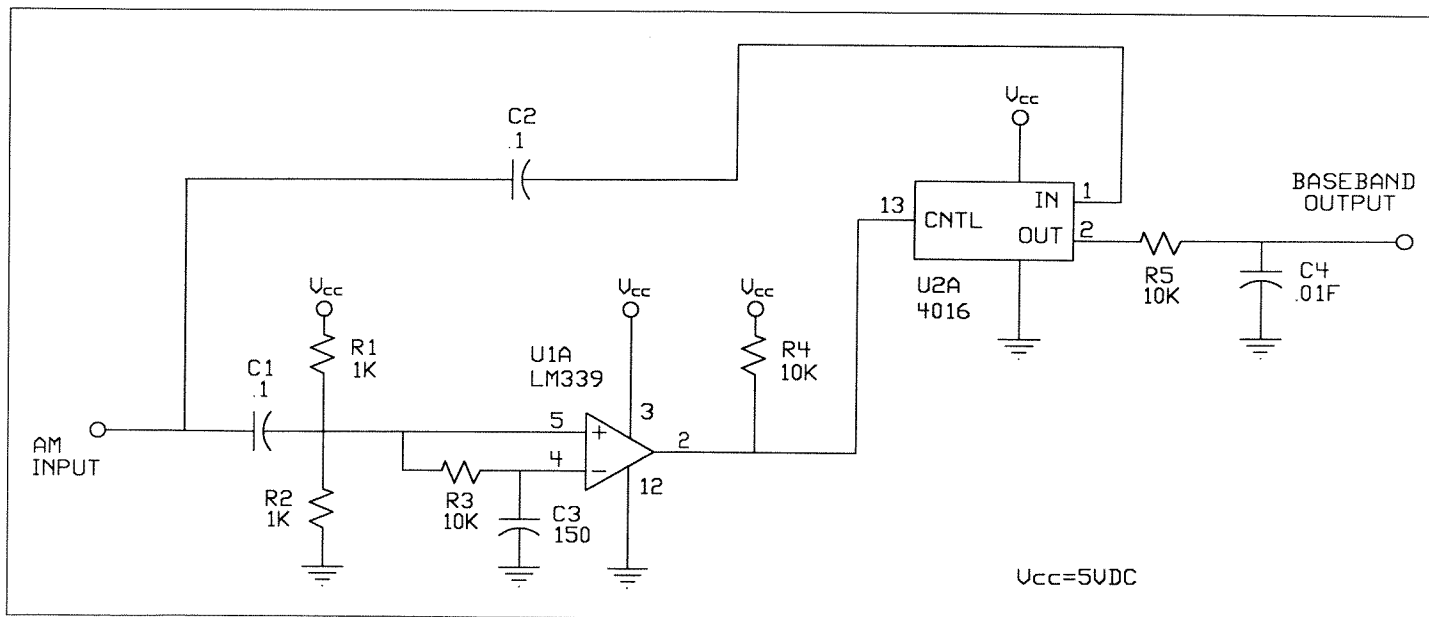 C2
.1
Vcc
13
CNTL
IN
1
OUT
2
U2A
4016
BASEBAND
OUTPUT
R5
10K
C4
.01F
Vcc
R1
1K
C1
.1
AM
INPUT
R2
1K
R3
10K
C3
150
U1A
LM339
Vcc
5
+
3
4
−
12
2
Vcc
R4
10K
Vcc=5VDC